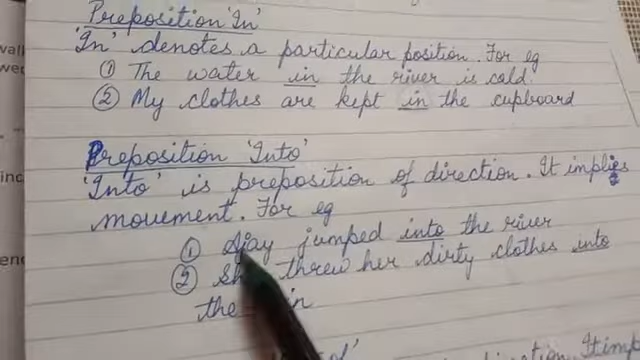 Preposition 'In'
'In' denotes a particular position. For eg
① The water in the river is cold.
② My clothes are kept in the cupboard
Preposition 'Into'
'Into' is preposition of direction. It implies
movement. For eg
① Ajay jumped into the river
② threw her dirty clothes into
the